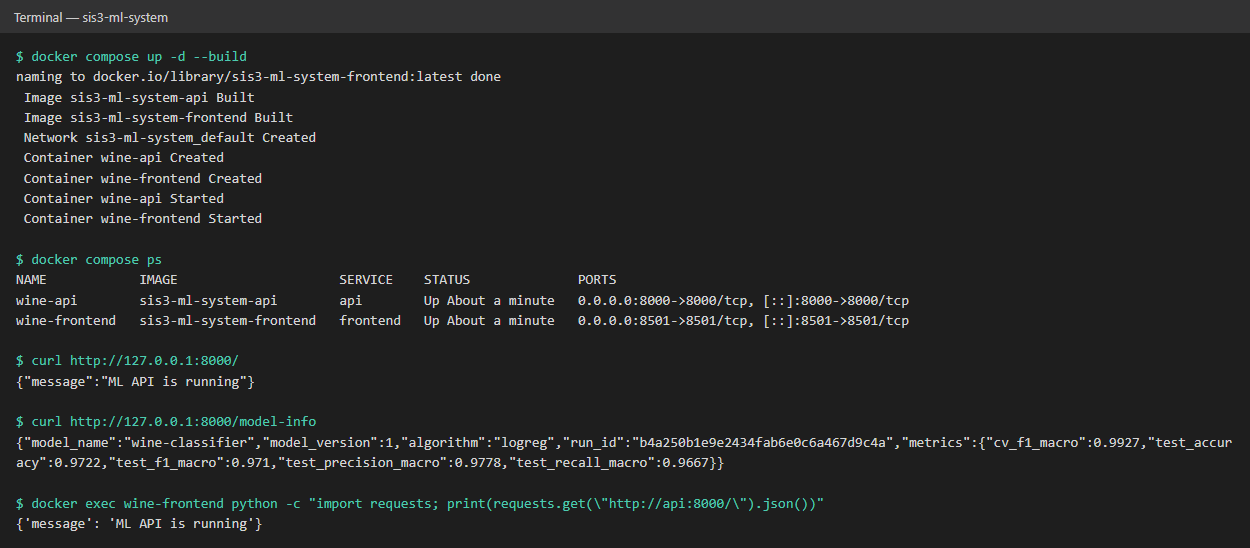 Terminal — sis3-ml-system
$ docker compose up -d --build
naming to docker.io/library/sis3-ml-system-frontend:latest done
Image sis3-ml-system-api Built
Image sis3-ml-system-frontend Built
Network sis3-ml-system_default Created
Container wine-api Created
Container wine-frontend Created
Container wine-api Started
Container wine-frontend Started
$ docker compose ps
NAME IMAGE SERVICE STATUS PORTS
wine-api sis3-ml-system-api api Up About a minute 0.0.0.0:8000->8000/tcp, [::]:8000->8000/tcp
wine-frontend sis3-ml-system-frontend frontend Up About a minute 0.0.0.0:8501->8501/tcp, [::]:8501->8501/tcp
$ curl http://127.0.0.1:8000/
{"message":"ML API is running"}
$ curl http://127.0.0.1:8000/model-info
{"model_name":"wine-classifier","model_version":1,"algorithm":"logreg","run_id":"b4a250b1e9e2434fab6e0c6a467d9c4a","metrics":{"cv_f1_macro":0.9927,"test_accur
acy":0.9722,"test_f1_macro":0.971,"test_precision_macro":0.9778,"test_recall_macro":0.9667}}
$ docker exec wine-frontend python -c "import requests; print(requests.get(\"http://api:8000/\").json())"
{'message': 'ML API is running'}